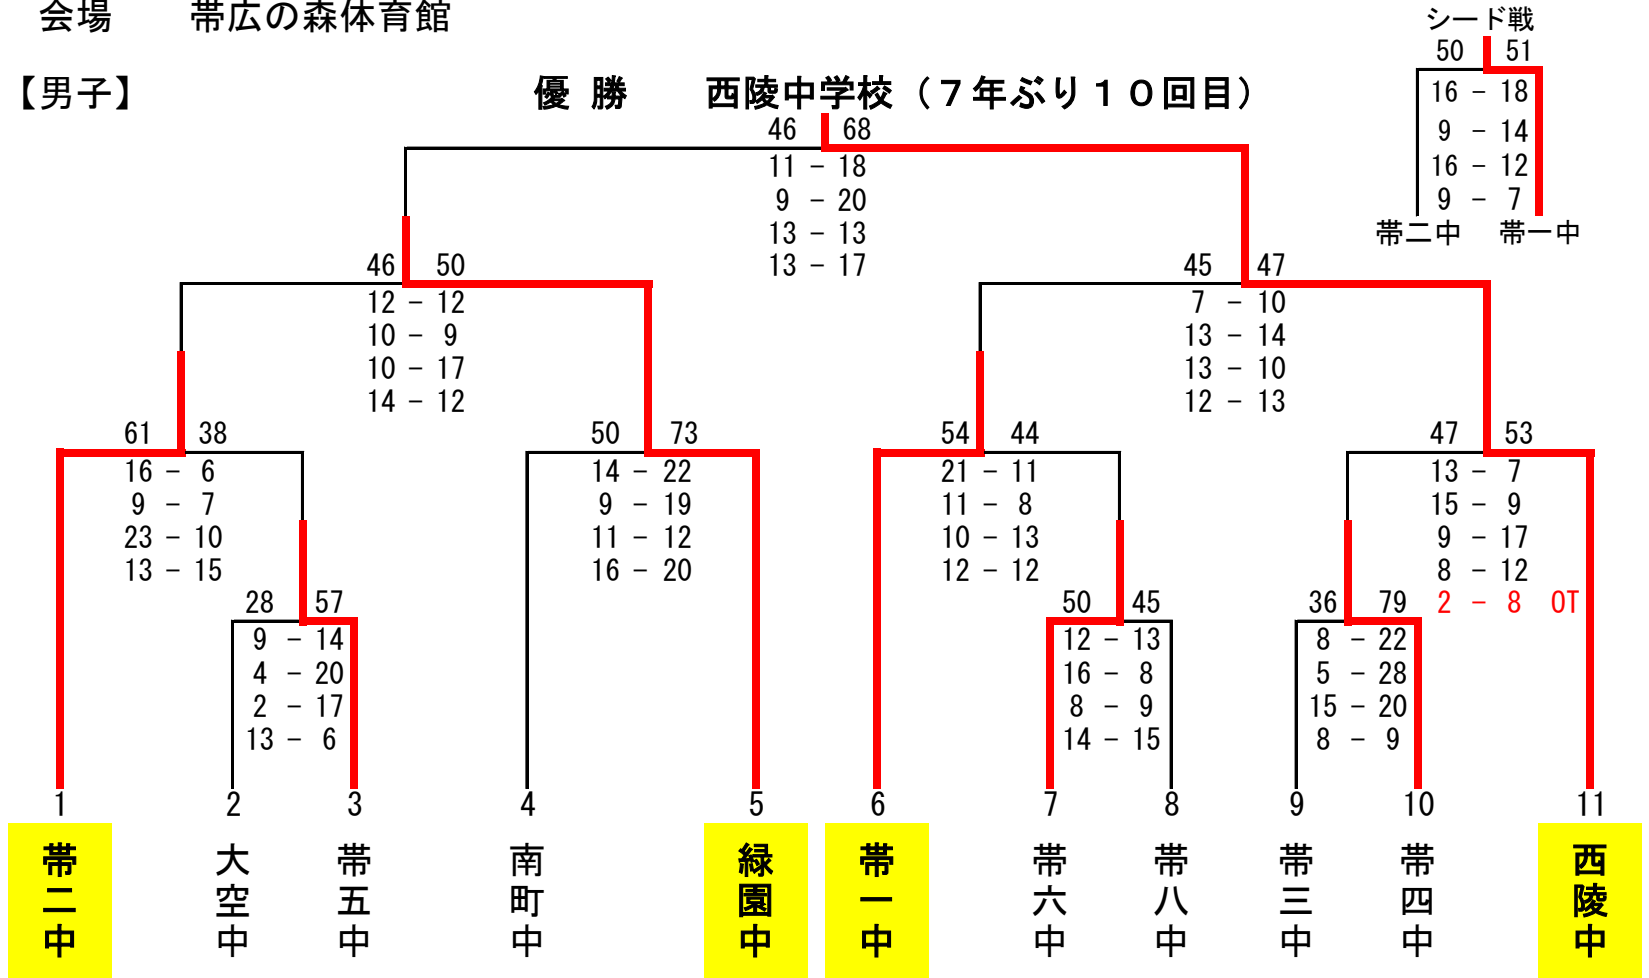 会場　帯広の森体育館
シード戦
50 51
16 － 18
9 － 14
16 － 12
9 － 7
帯二中　帯一中
【男子】　優 勝　西陵中学校（７年ぶり１０回目）
46 68
11 － 18
9 － 20
13 － 13
13 － 17
46 50
12 － 12
10 － 9
10 － 17
14 － 12
45 47
7 － 10
13 － 14
13 － 10
12 － 13
61 38
16 － 6
9 － 7
23 － 10
13 － 15
50 73
14 － 22
9 － 19
11 － 12
16 － 20
54 44
21 － 11
11 － 8
10 － 13
12 － 12
47 53
13 － 7
15 － 9
9 － 17
8 － 12
2 － 8 OT
28 57
9 － 14
4 － 20
2 － 17
13 － 6
50 45
12 － 13
16 － 8
8 － 9
14 － 15
36 79
8 － 22
5 － 28
15 － 20
8 － 9
1 2 3 4 5 6 7 8 9 10 11
帯二中
大空中
帯五中
南町中
緑園中
帯一中
帯六中
帯八中
帯三中
帯四中
西陵中